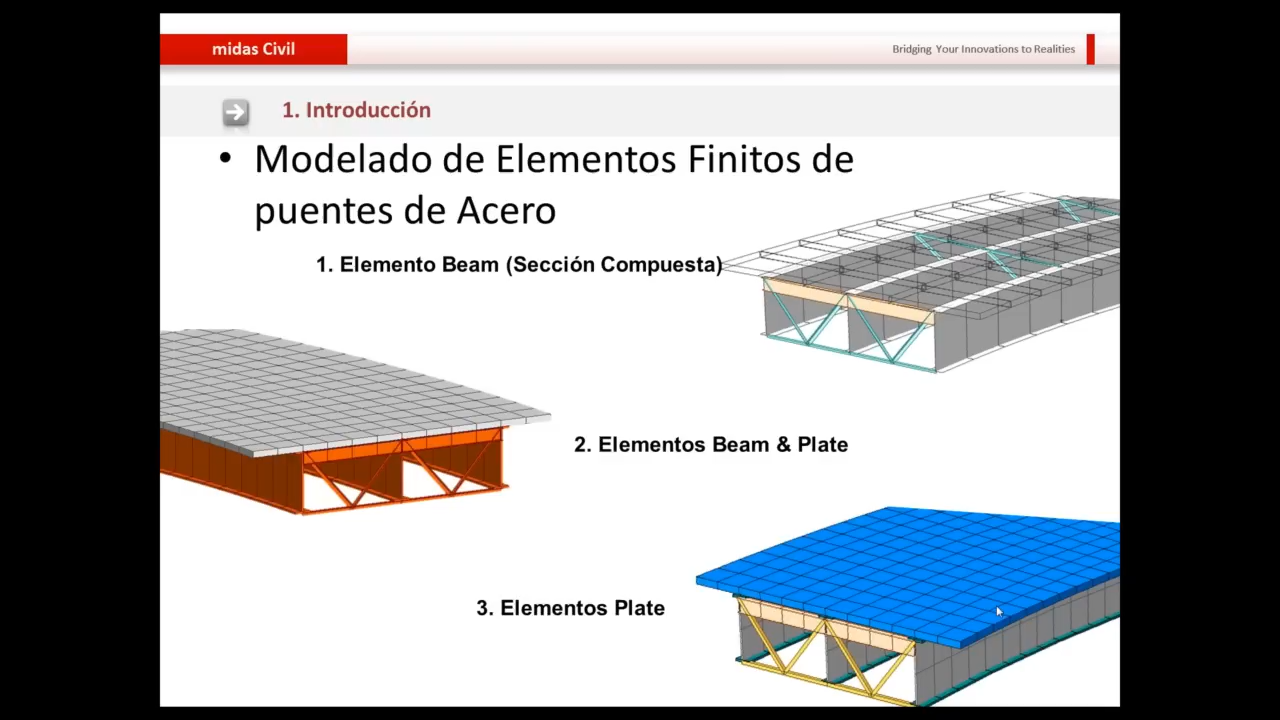 midas Civil
Bridging Your Innovations to Realities
1. Introducción
• Modelado de Elementos Finitos de
puentes de Acero
1. Elemento Beam (Sección Compuesta)
2. Elementos Beam & Plate
3. Elementos Plate